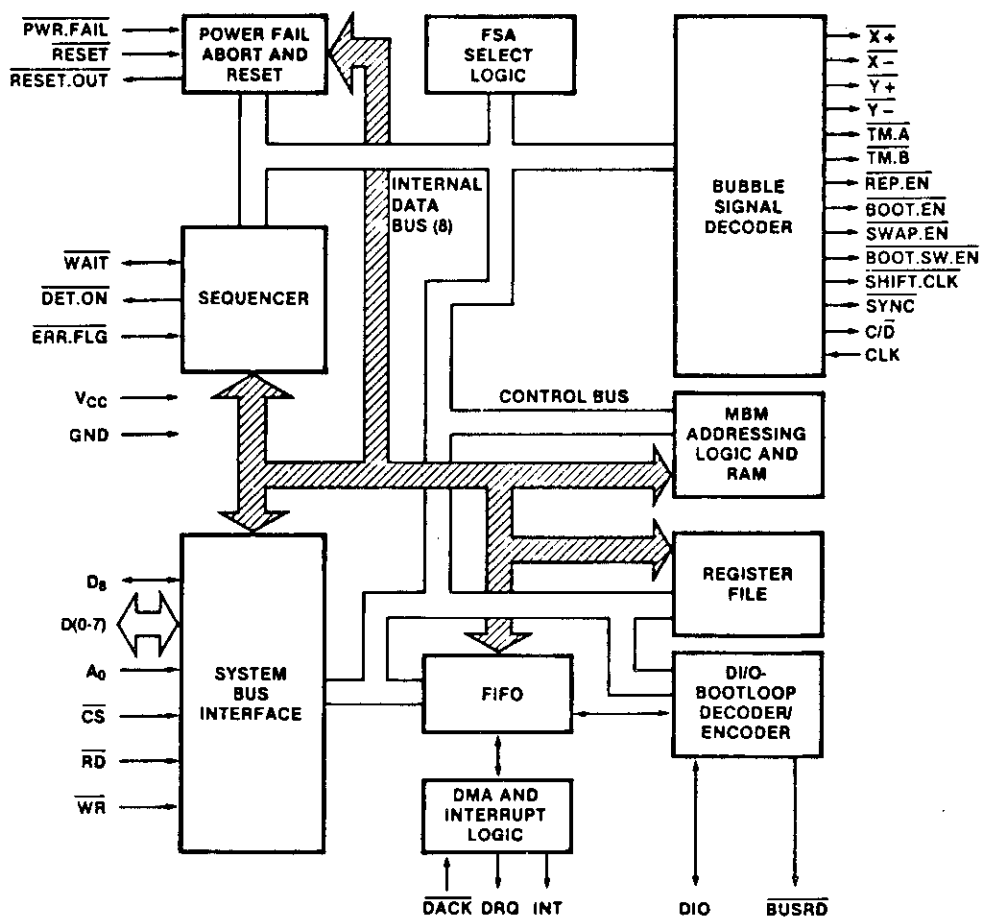 PWR.FAIL
RESET
RESET.OUT
POWER FAIL
ABORT AND
RESET
FSA
SELECT
LOGIC
BUBBLE
SIGNAL
DECODER
X+
X-
Y+
Y-
TM.A
TM.B
REP.EN
BOOT.EN
SWAP.EN
BOOT.SW.EN
SHIFT.CLK
SYNC
C/D
CLK
INTERNAL
DATA
BUS (8)
WAIT
DET.ON
ERR.FLG
SEQUENCER
VCC
GND
CONTROL BUS
MBM
ADDRESSING
LOGIC AND
RAM
REGISTER
FILE
D8
D(0-7)
A0
CS
RD
WR
SYSTEM
BUS
INTERFACE
FIFO
DI/O-
BOOTLOOP
DECODER/
ENCODER
DMA AND
INTERRUPT
LOGIC
DACK DRQ INT
DIO
BUSRD